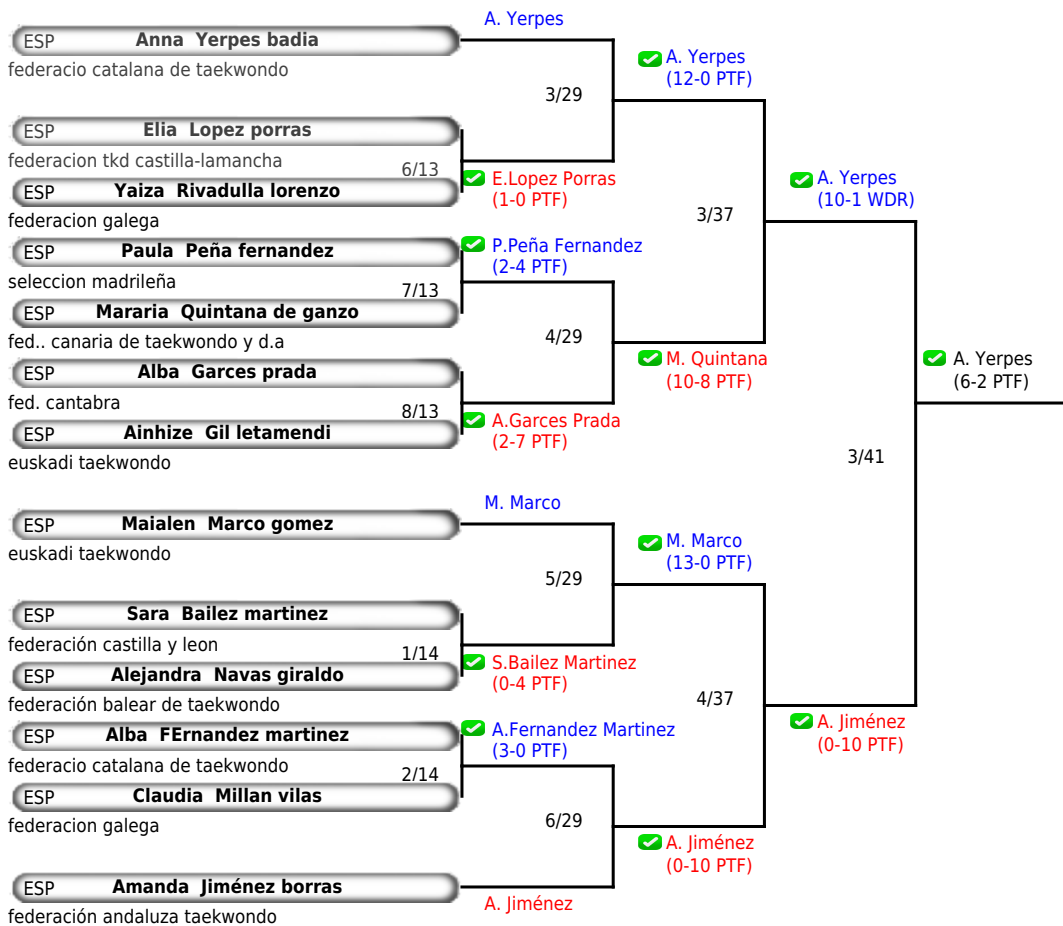 A. Yerpes
ESP Anna Yerpes badia
federacio catalana de taekwondo
A. Yerpes
(12-0 PTF)
3/29
ESP Elia Lopez porras
federacion tkd castilla-lamancha
6/13
E.Lopez Porras
(1-0 PTF)
ESP Yaiza Rivadulla lorenzo
federacion galega
A. Yerpes
(10-1 WDR)
3/37
ESP Paula Peña fernandez
seleccion madrileña
P.Peña Fernandez
(2-4 PTF)
7/13
ESP Mararia Quintana de ganzo
fed.. canaria de taekwondo y d.a
4/29
M. Quintana
(10-8 PTF)
ESP Alba Garces prada
fed. cantabra
8/13
A.Garces Prada
(2-7 PTF)
ESP Ainhize Gil letamendi
euskadi taekwondo
A. Yerpes
(6-2 PTF)
3/41
M. Marco
ESP Maialen Marco gomez
euskadi taekwondo
M. Marco
(13-0 PTF)
5/29
ESP Sara Bailez martinez
federación castilla y leon
1/14
S.Bailez Martinez
(0-4 PTF)
ESP Alejandra Navas giraldo
federación balear de taekwondo
4/37
A. Jiménez
(0-10 PTF)
ESP Alba FErnandez martinez
federacio catalana de taekwondo
A.Fernandez Martinez
(3-0 PTF)
2/14
ESP Claudia Millan vilas
federacion galega
6/29
A. Jiménez
(0-10 PTF)
ESP Amanda Jiménez borras
federación andaluza taekwondo
A. Jiménez